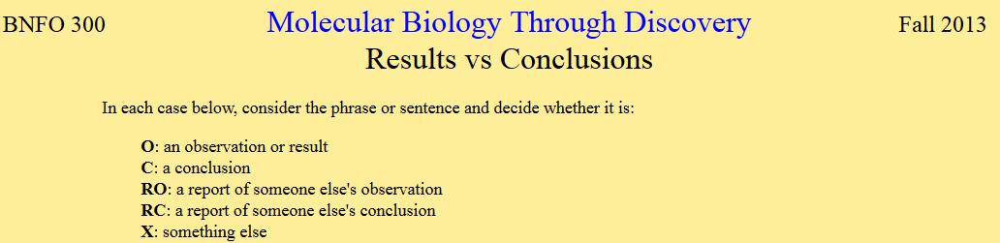 BNFO 300 Molecular Biology Through Discovery Fall 2013
Results vs Conclusions
In each case below, consider the phrase or sentence and decide whether it is:
O: an observation or result
C: a conclusion
RO: a report of someone else's observation
RC: a report of someone else's conclusion
X: something else